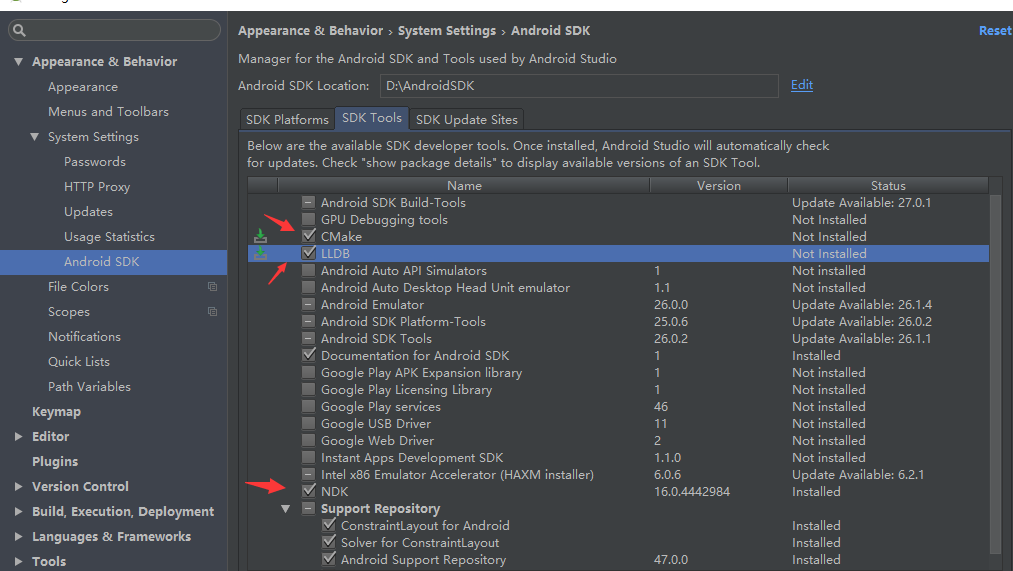 Appearance & Behavior › System Settings › Android SDK
Reset
Manager for the Android SDK and Tools used by Android Studio
Android SDK Location: D:\AndroidSDK Edit
Appearance & Behavior
Appearance
Menus and Toolbars
System Settings
Passwords
HTTP Proxy
Updates
Usage Statistics
Android SDK
File Colors
Scopes
Notifications
Quick Lists
Path Variables
Keymap
Editor
Plugins
Version Control
Build, Execution, Deployment
Languages & Frameworks
Tools
SDK Platforms SDK Tools SDK Update Sites
Below are the available SDK developer tools. Once installed, Android Studio will automatically check
for updates. Check "show package details" to display available versions of an SDK Tool.
Name Version Status
Android SDK Build-Tools Update Available: 27.0.1
GPU Debugging tools Not Installed
CMake Not Installed
LLDB Not Installed
Android Auto API Simulators 1 Not installed
Android Auto Desktop Head Unit emulator 1.1 Not installed
Android Emulator 26.0.0 Update Available: 26.1.4
Android SDK Platform-Tools 25.0.6 Update Available: 26.0.2
Android SDK Tools 26.0.2 Update Available: 26.1.1
Documentation for Android SDK 1 Installed
Google Play APK Expansion library 1 Not installed
Google Play Licensing Library 1 Not installed
Google Play services 46 Not installed
Google USB Driver 11 Not installed
Google Web Driver 2 Not installed
Instant Apps Development SDK 1.1.0 Not installed
Intel x86 Emulator Accelerator (HAXM installer) 6.0.6 Update Available: 6.2.1
NDK 16.0.4442984 Installed
Support Repository
ConstraintLayout for Android Installed
Solver for ConstraintLayout Installed
Android Support Repository 47.0.0 Installed